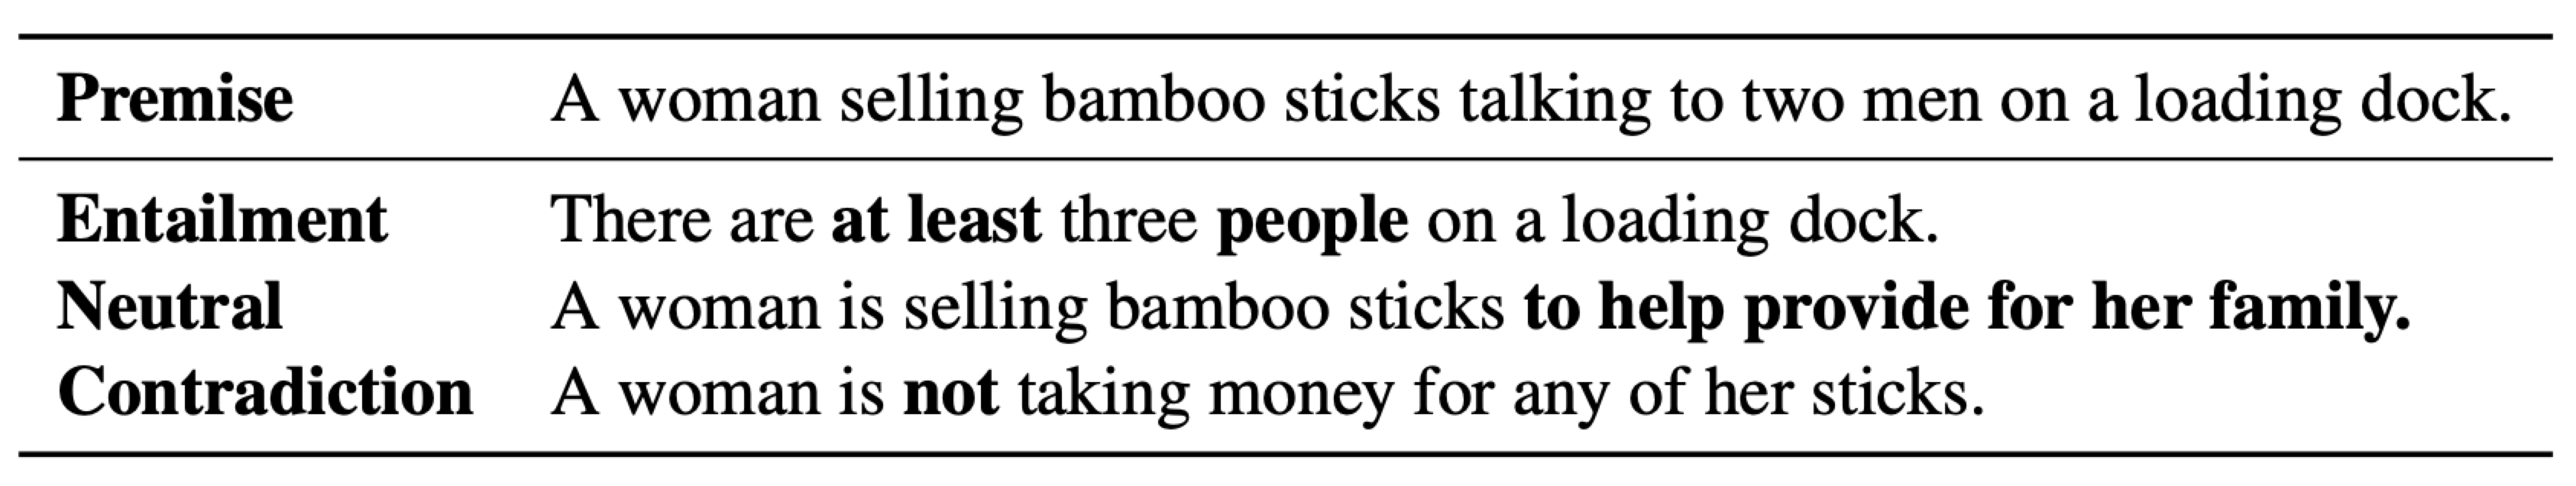 Premise A woman selling bamboo sticks talking to two men on a loading dock.
Entailment There are at least three people on a loading dock.
Neutral A woman is selling bamboo sticks to help provide for her family.
Contradiction A woman is not taking money for any of her sticks.